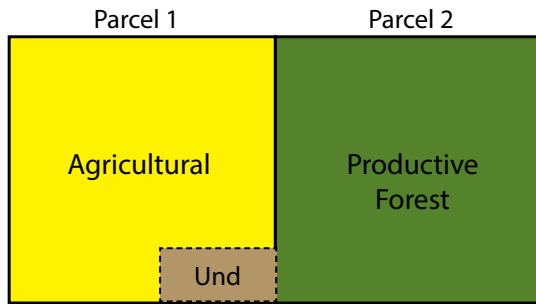 Parcel 1
Parcel 2
Agricultural
Productive
Forest
Und